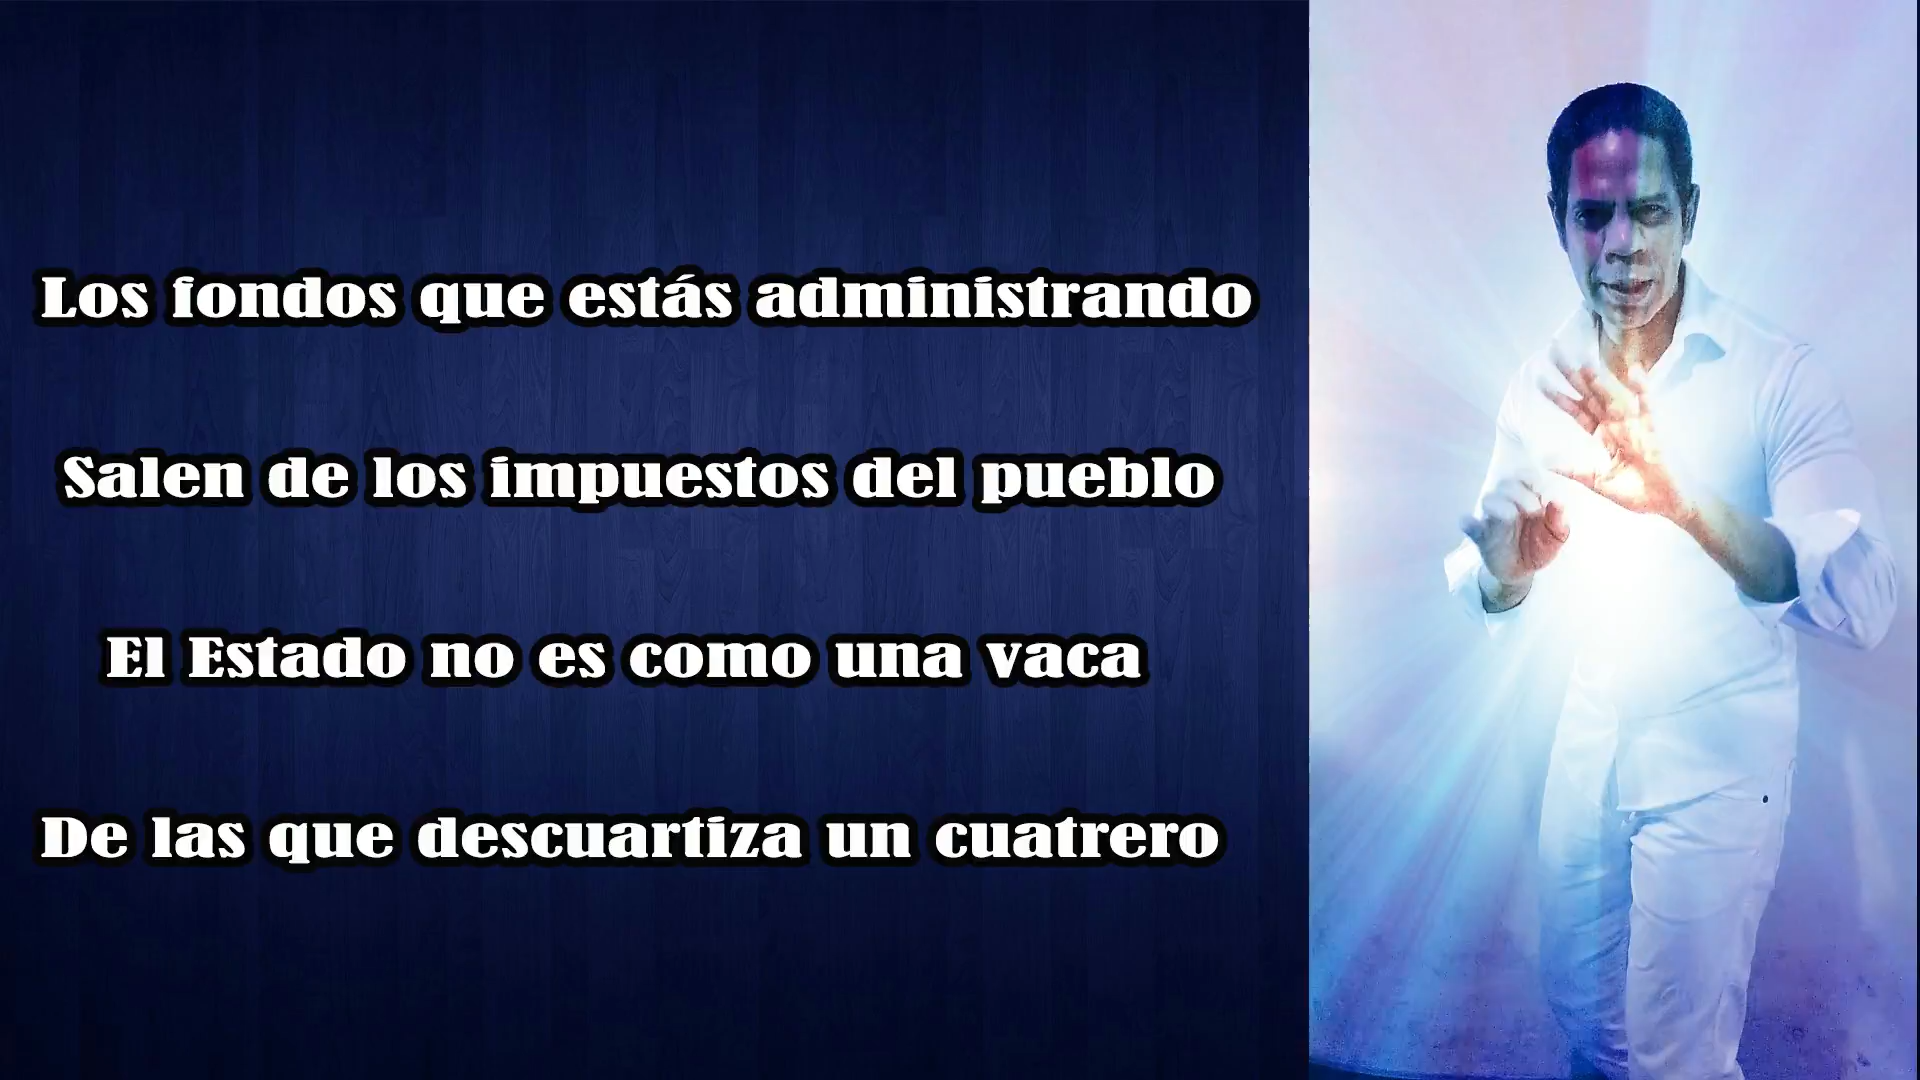 Los fondos que estás administrando
Salen de los impuestos del pueblo
El Estado no es como una vaca
De las que descuartiza un cuatrero